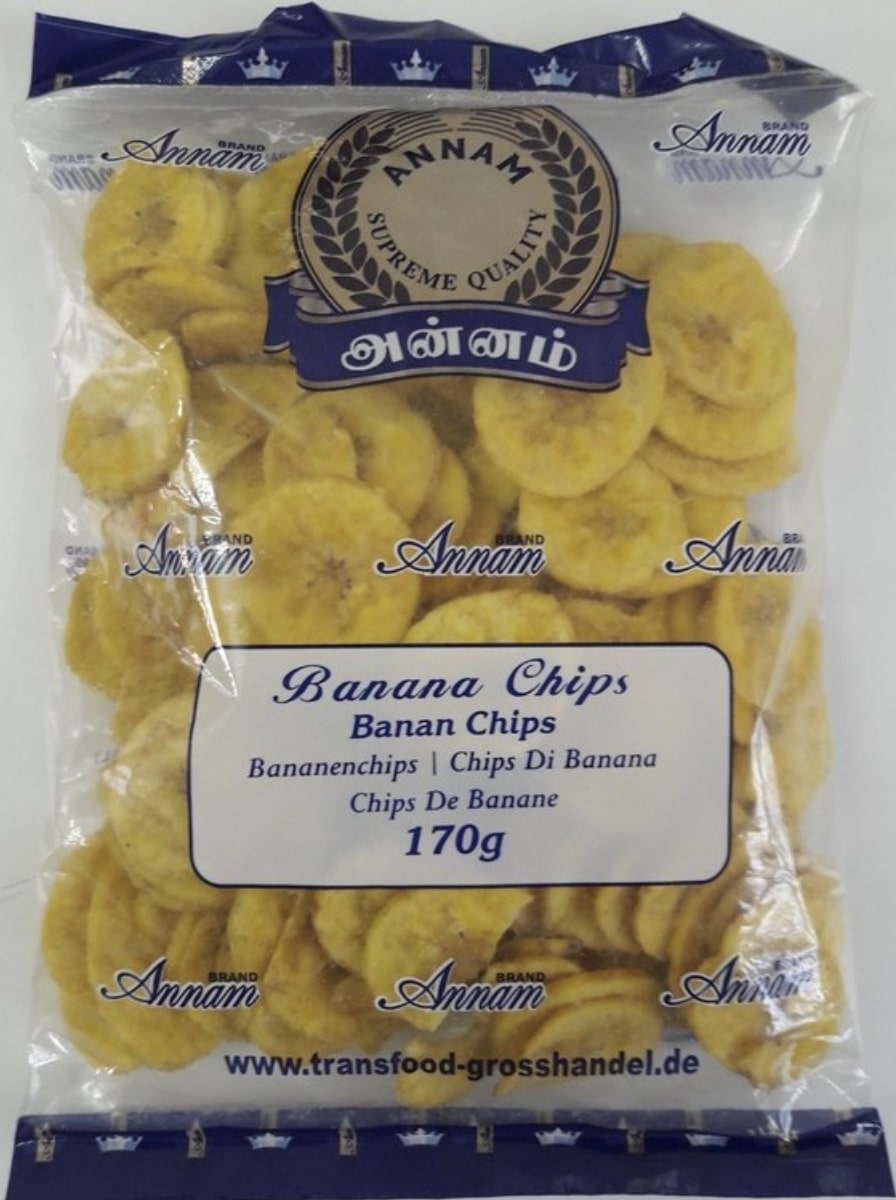 BRAND
Annam
BRAND
Annam
ANNAM
SUPREME QUALITY
அன்னம்
BRAND
Annam
BRAND
Annam
Annam
Banana Chips
Banan Chips
Bananenchips | Chips Di Banana
Chips De Banane
170g
BRAND
Annam
BRAND
Annam
Annam
www.transfood-grosshandel.de